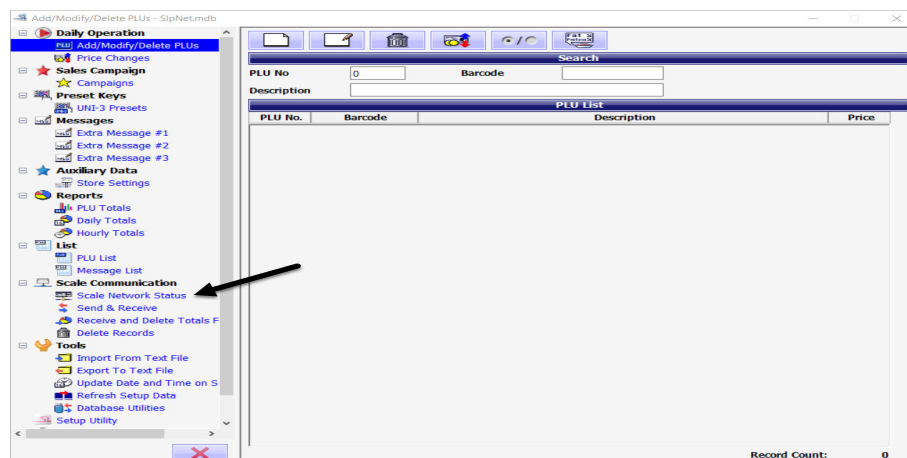 Add/Modify/Delete PLUs - SlpNet.mdb
Daily Operation
PLU Add/Modify/Delete PLUs
Price Changes
Sales Campaign
Campaigns
Preset Keys
UNI-3 Presets
Messages
Extra Message #1
Extra Message #2
Extra Message #3
Auxiliary Data
Store Settings
Reports
PLU Totals
Daily Totals
Hourly Totals
List
PLU List
Message List
Scale Communication
Scale Network Status
Send & Receive
Receive and Delete Totals F
Delete Records
Tools
Import From Text File
Export To Text File
Update Date and Time on S
Refresh Setup Data
Database Utilities
Setup Utility
Search
PLU No 0 Barcode
Description
PLU List
PLU No. Barcode Description Price
Record Count: 0